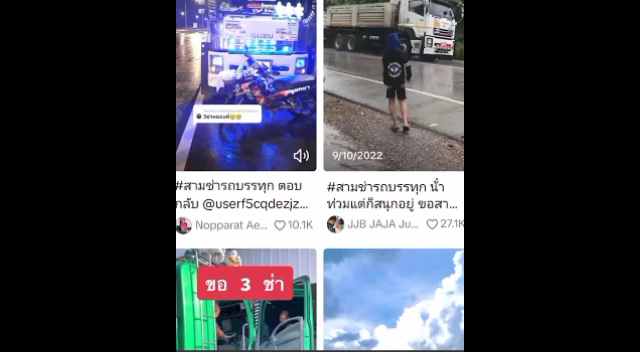 ISUZU
9/10/2022
#สามช่ารถบรรทุก ตอบ
กลับ @userf5cqdezjz...
Nopparat Ae... 10.1K
#สามช่ารถบรรทุก น้ำ
ท่วมแต่ก็สนุกอยู่ ขอสา...
JJB JAJA Ju... 27.1K
ขอ 3 ช่า